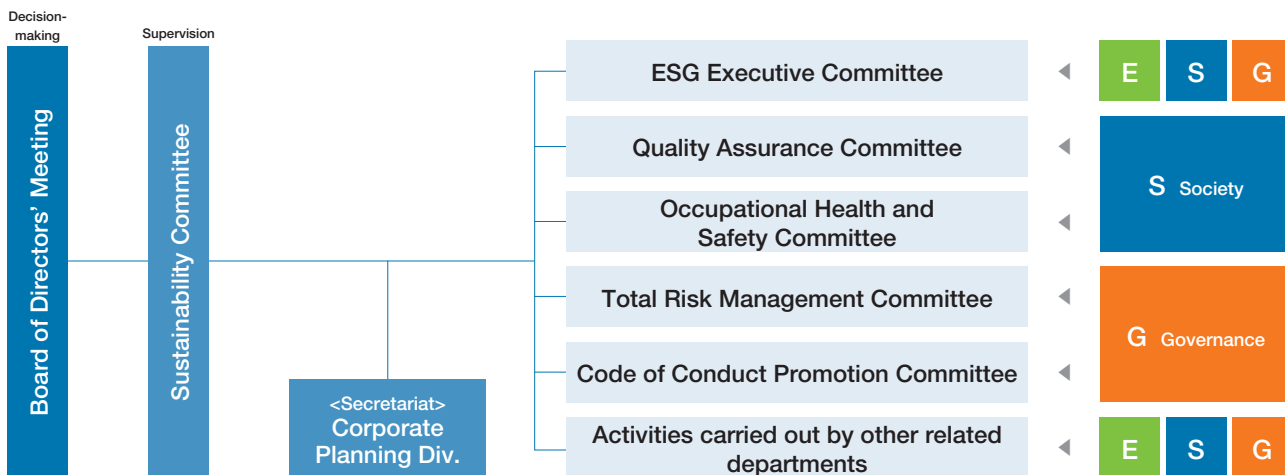 Decision-
making
Board of Directors' Meeting
Supervision
Sustainability Committee
<Secretariat>
Corporate
Planning Div.
ESG Executive Committee
E S G
Quality Assurance Committee
S Society
Occupational Health and
Safety Committee
Total Risk Management Committee
G Governance
Code of Conduct Promotion Committee
Activities carried out by other related
departments
E S G